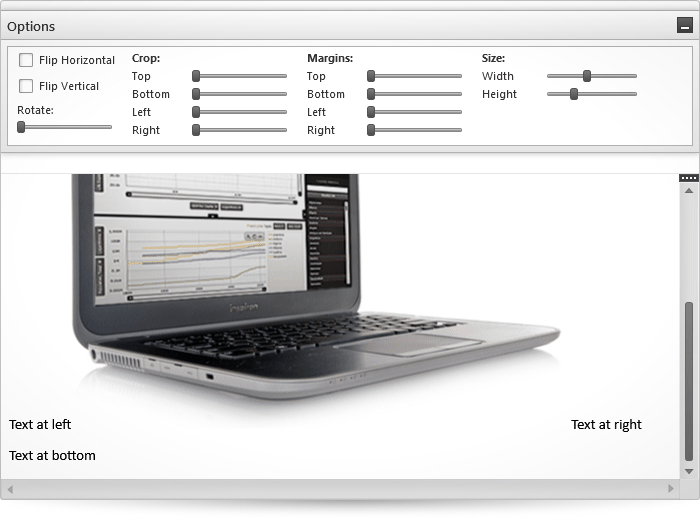 Options
Flip Horizontal
Flip Vertical
Rotate:
Crop:
Top
Bottom
Left
Right
Margins:
Top
Bottom
Left
Right
Size:
Width
Height
inspiron
Text at left
Text at right
Text at bottom